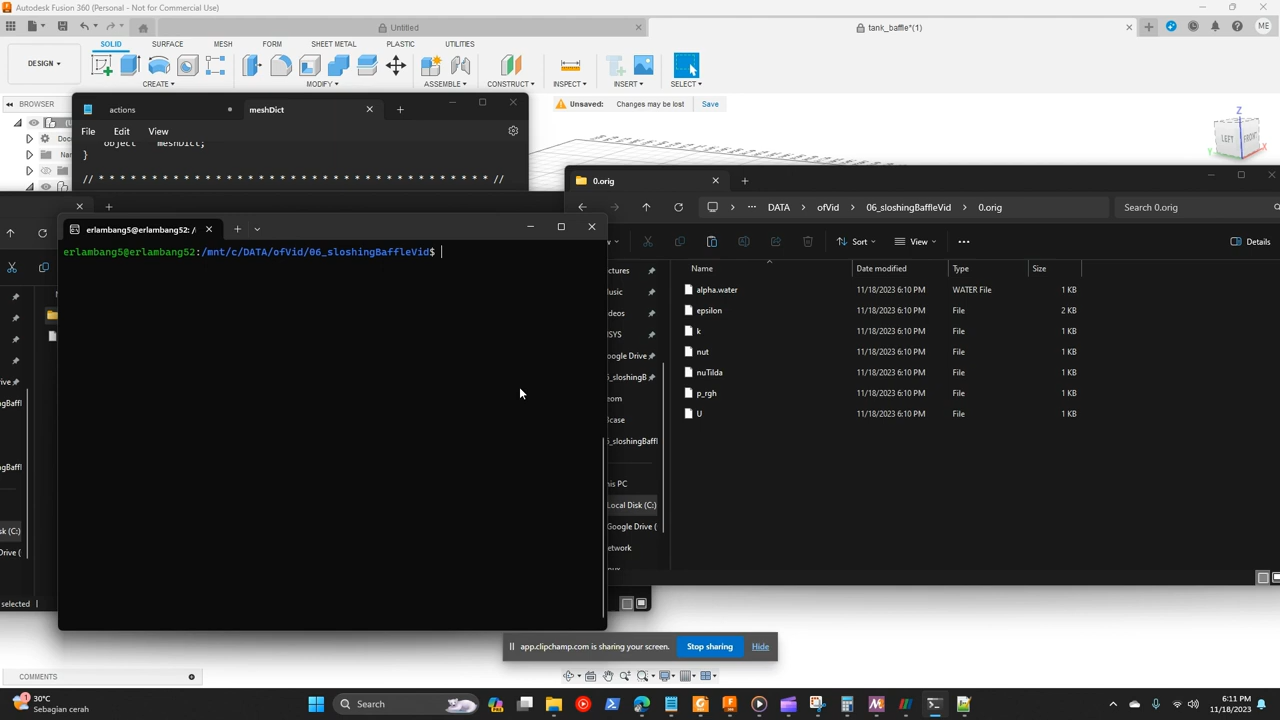 Autodesk Fusion 360 (Personal - Not for Commercial Use)
Untitled
tank_baffle*(1)
ME
SOLID
SURFACE
MESH
FORM
SHEET METAL
PLASTIC
UTILITIES
DESIGN
CREATE
MODIFY
ASSEMBLE
CONSTRUCT
INSPECT
INSERT
SELECT
BROWSER
Unsaved: Changes may be lost
Save
actions
meshDict
File
Edit
View
object meshDict;
}
// * * * * * * * * * * * * * * * * * * * * * * * * * * * * * * * * * * * * * //
Z
LEFT
FRONT
0.orig
DATA
ofVid
06_sloshingBaffleVid
0.orig
Search 0.orig
Sort
View
Details
Name
Date modified
Type
Size
alpha.water 11/18/2023 6:10 PM WATER File 1 KB
epsilon 11/18/2023 6:10 PM File 2 KB
k 11/18/2023 6:10 PM File 1 KB
nut 11/18/2023 6:10 PM File 1 KB
nuTilda 11/18/2023 6:10 PM File 1 KB
p_rgh 11/18/2023 6:10 PM File 1 KB
U 11/18/2023 6:10 PM File 1 KB
erlambang5@erlambang52: /
erlambang5@erlambang52:/mnt/c/DATA/ofVid/06_sloshingBaffleVid$
Local Disk (C:)
Google Drive (
selected
app.clipchamp.com is sharing your screen.
Stop sharing
Hide
COMMENTS
30°C
Sebagian cerah
Search
6:11 PM
11/18/2023